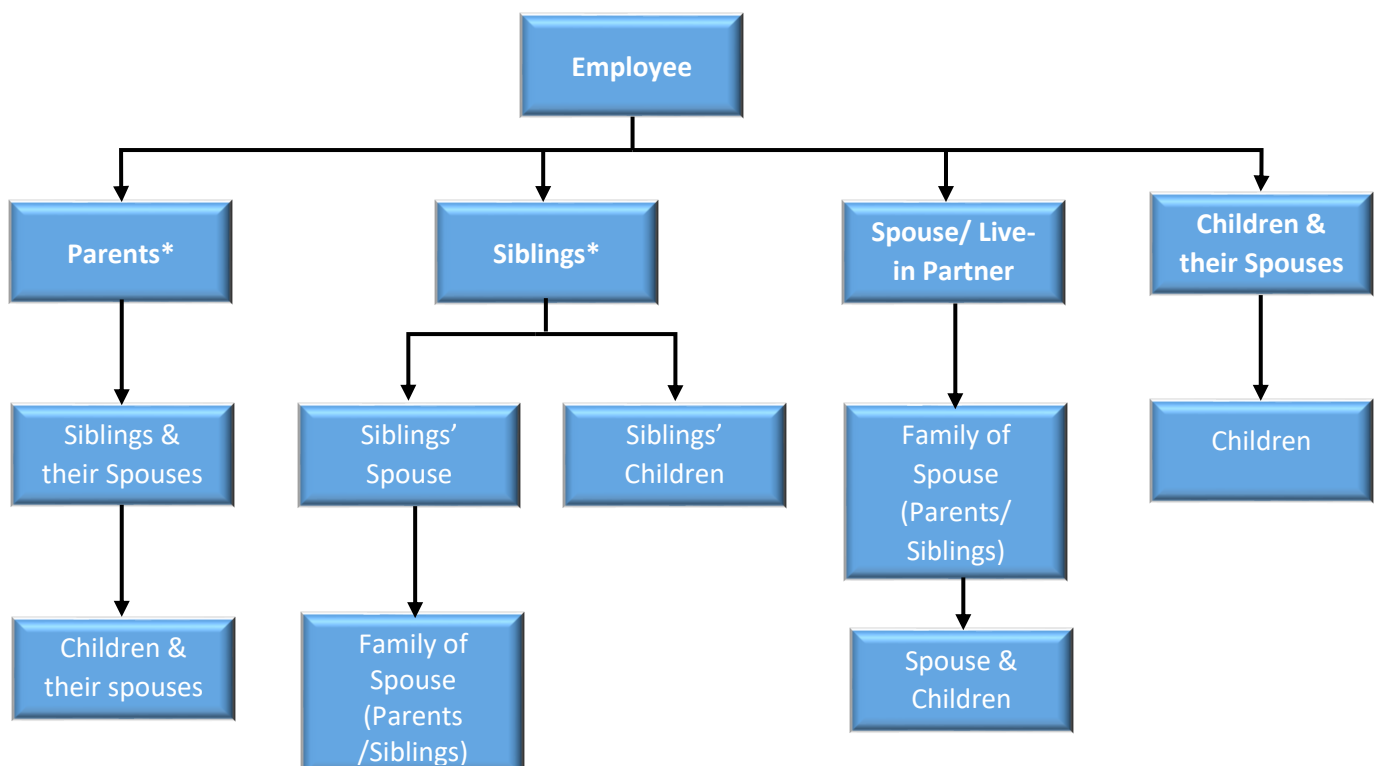 Employee
Parents*
Siblings*
Spouse/ Live-
in Partner
Children &
their Spouses
Siblings &
their Spouses
Siblings’
Spouse
Siblings’
Children
Family of
Spouse
(Parents/
Siblings)
Children
Children &
their spouses
Family of
Spouse
(Parents
/Siblings)
Spouse &
Children